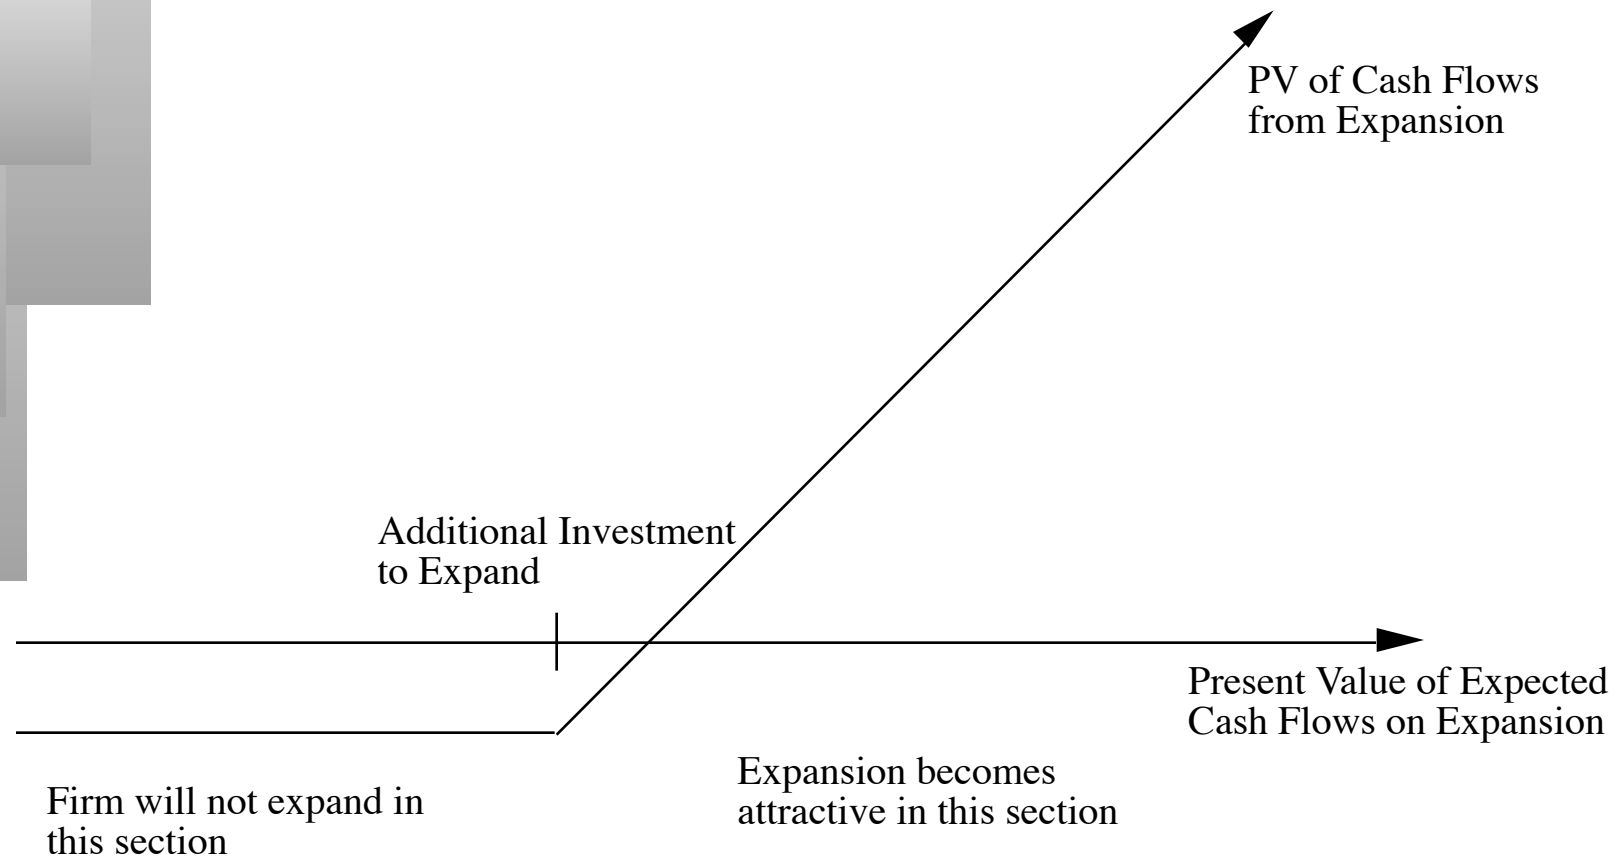 PV of Cash Flows
from Expansion
Additional Investment
to Expand
Present Value of Expected
Cash Flows on Expansion
Expansion becomes
attractive in this section
Firm will not expand in
this section